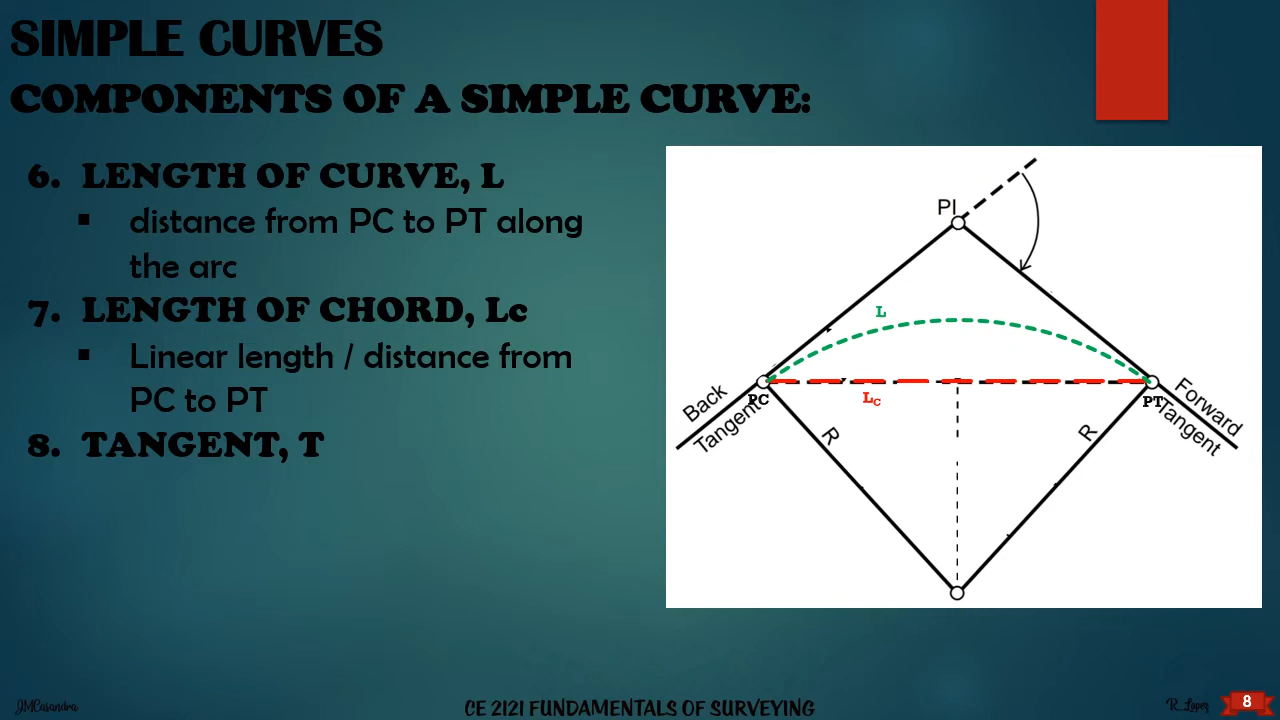 SIMPLE CURVES
COMPONENTS OF A SIMPLE CURVE:
6. LENGTH OF CURVE, L
▪ distance from PC to PT along
the arc
7. LENGTH OF CHORD, Lc
▪ Linear length / distance from
PC to PT
8. TANGENT, T
PI
L
Back
Tangent
PC
Lc
PT
Forward
Tangent
R
R
JMCasandra
CE 2121 FUNDAMENTALS OF SURVEYING
R_Lopez
8